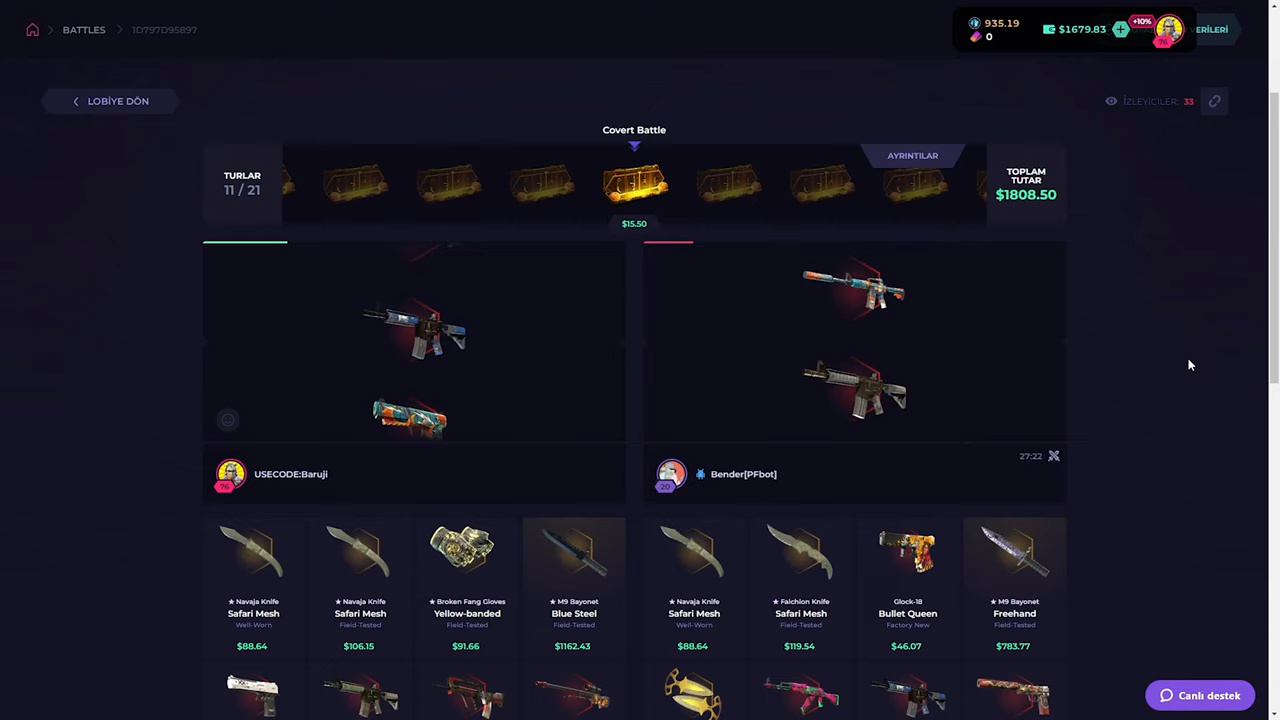 935.19
0
$1679.83
+10%
VERİLERİ
76
BATTLES
1D797D95897
LOBİYE DÖN
İZLEYİCİLER: 33
Covert Battle
AYRINTILAR
TURLAR
11 / 21
TOPLAM
TUTAR
$1808.50
$15.50
27:22
76
USECODE:Baruji
20
Bender[PFbot]
★ Navaja Knife
Safari Mesh
Well-Worn
$88.64
★ Navaja Knife
Safari Mesh
Field-Tested
$106.15
★ Broken Fang Gloves
Yellow-banded
Field-Tested
$91.66
★ M9 Bayonet
Blue Steel
Field-Tested
$1162.43
★ Navaja Knife
Safari Mesh
Well-Worn
$88.64
★ Falchion Knife
Safari Mesh
Field-Tested
$119.54
Glock-18
Bullet Queen
Factory New
$46.07
★ M9 Bayonet
Freehand
Field-Tested
$783.77
Canlı destek